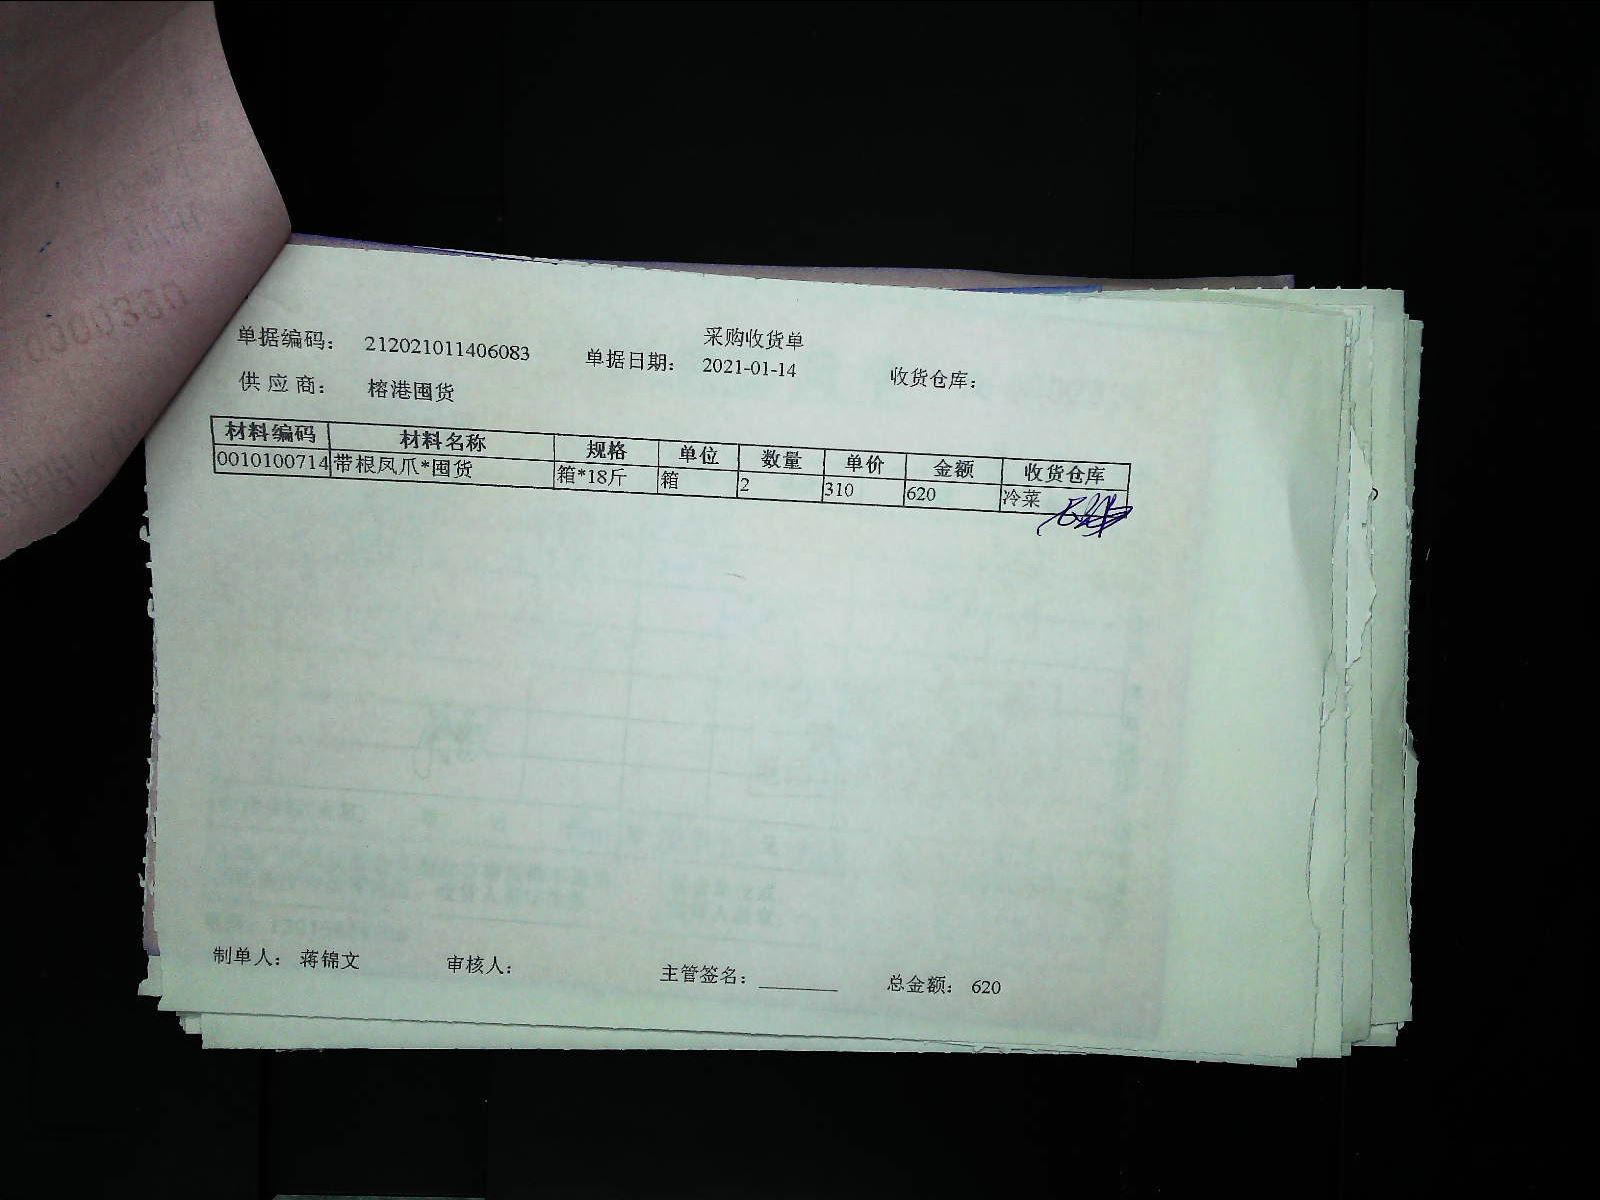 采购收货单
单据编码： 212021011406083 单据日期： 2021-01-14 收货仓库：
供应商： 榕港囤货
材料编码 材料名称 规格 单位 数量 单价 金额 收货仓库
0010100714 带根凤爪*囤货 箱*18斤 箱 2 310 620 冷菜
制单人： 蒋锦文 审核人： 主管签名：________ 总金额： 620
0000380